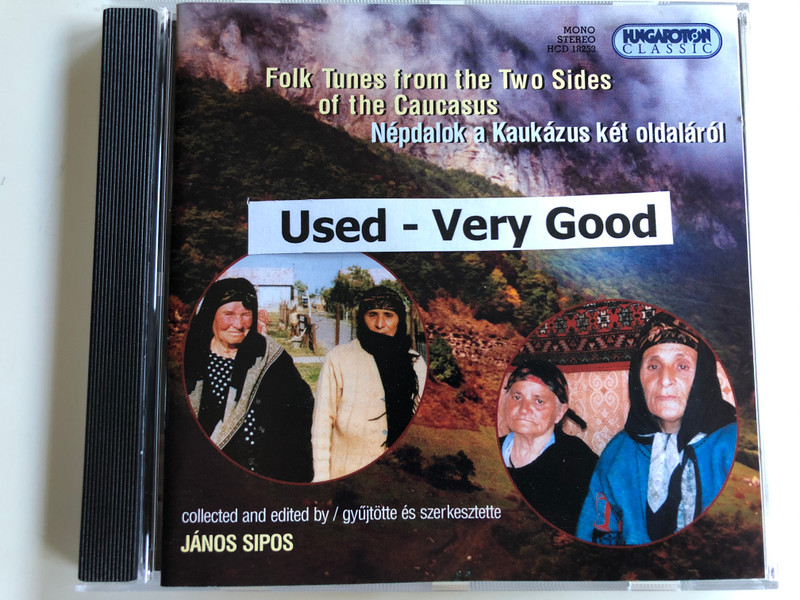 MONO
STEREO
HCD 18253
HUNGAROTON
CLASSIC
Folk Tunes from the Two Sides
of the Caucasus
Népdalok a Kaukázus két oldaláról
Used - Very Good
collected and edited by / gyűjtötte és szerkesztette
JÁNOS SIPOS